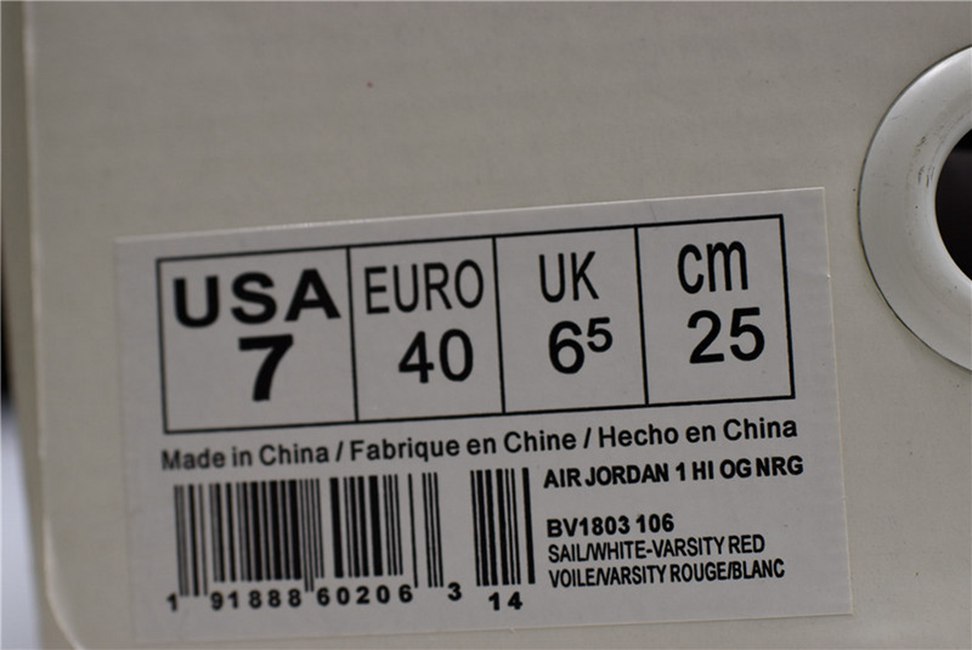 USA EURO UK cm
7 40 6⁵ 25
Made in China / Fabrique en Chine / Hecho en China
AIR JORDAN 1 HI OG NRG
BV1803 106
SAIL/WHITE-VARSITY RED
VOILE/VARSITY ROUGE/BLANC
1 91888 60206 3 14